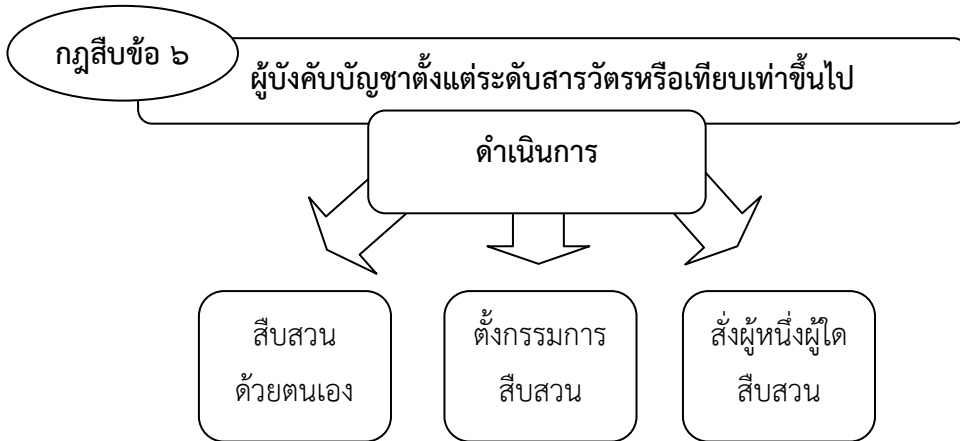 กฎสืบข้อ ๖
ผู้บังคับบัญชาตั้งแต่ระดับสารวัตรหรือเทียบเท่าขึ้นไป
ดำเนินการ
สืบสวน
ด้วยตนเอง
ตั้งกรรมการ
สืบสวน
สั่งผู้หนึ่งผู้ใด
สืบสวน